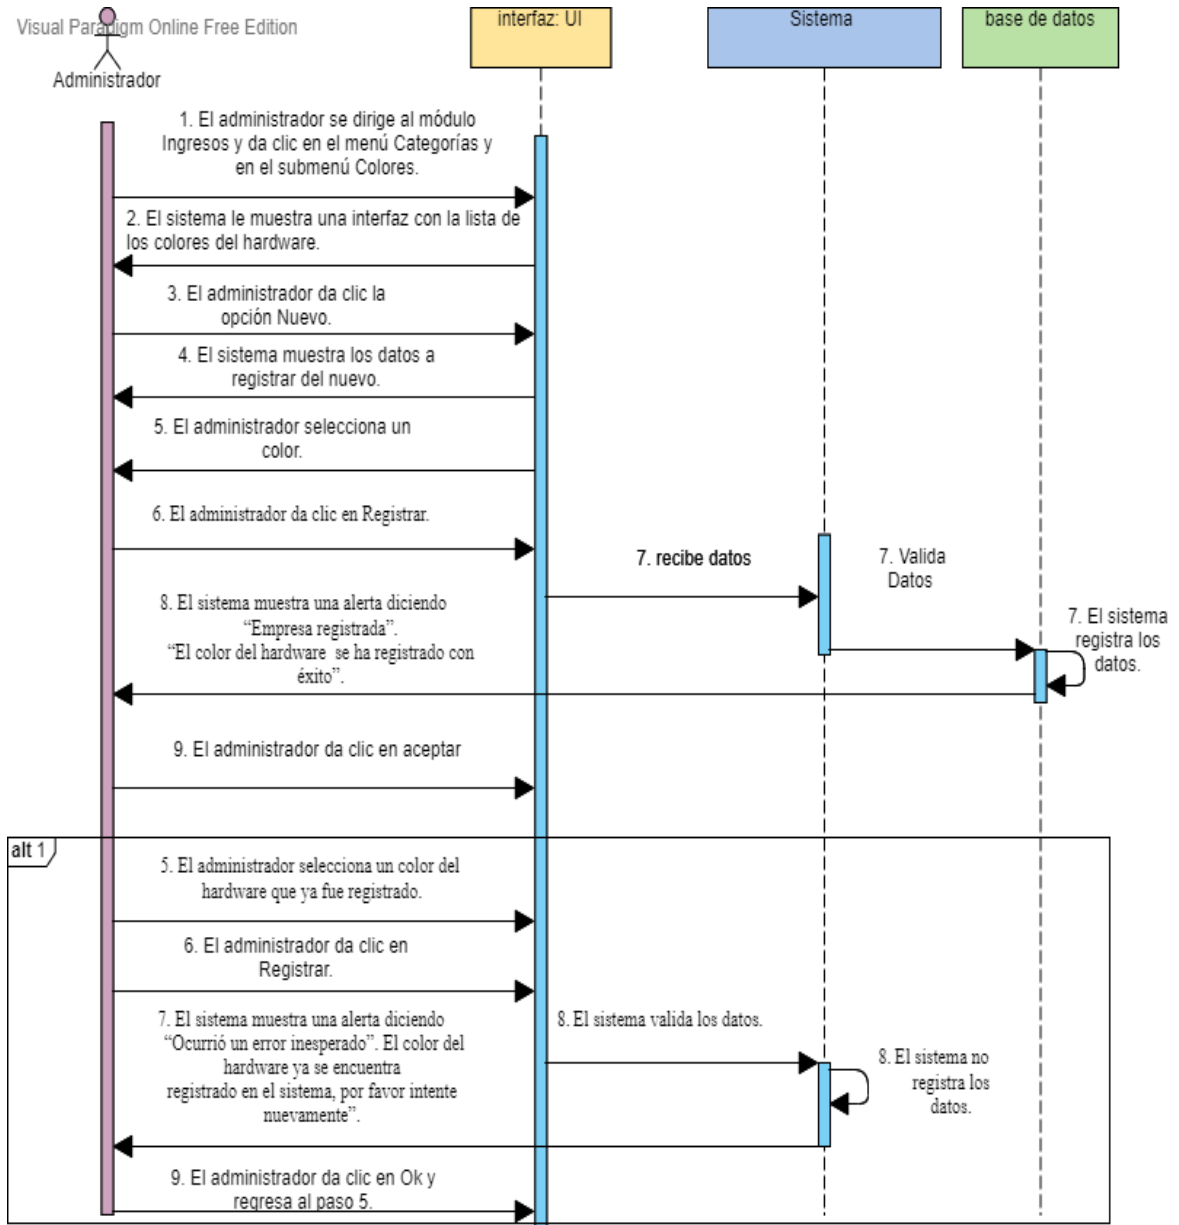 Visual Paradigm Online Free Edition
Administrador
interfaz: UI
Sistema
base de datos
1. El administrador se dirige al módulo
Ingresos y da clic en el menú Categorías y
en el submenú Colores.
2. El sistema le muestra una interfaz con la lista de
los colores del hardware.
3. El administrador da clic la
opción Nuevo.
4. El sistema muestra los datos a
registrar del nuevo.
5. El administrador selecciona un
color.
6. El administrador da clic en Registrar.
7. recibe datos
7. Valida
Datos
7. El sistema
registra los
datos.
8. El sistema muestra una alerta diciendo
“Empresa registrada”.
“El color del hardware se ha registrado con
éxito”.
9. El administrador da clic en aceptar
alt 1
5. El administrador selecciona un color del
hardware que ya fue registrado.
6. El administrador da clic en
Registrar.
7. El sistema muestra una alerta diciendo
“Ocurrió un error inesperado”. El color del
hardware ya se encuentra
registrado en el sistema, por favor intente
nuevamente”.
8. El sistema valida los datos.
8. El sistema no
registra los
datos.
9. El administrador da clic en Ok y
regresa al paso 5.